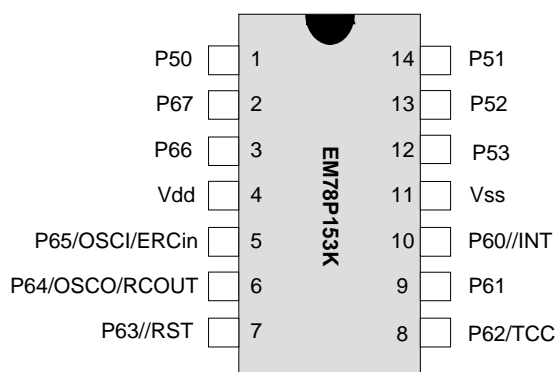 P50 1 14 P51
P67 2 13 P52
P66 3 12 P53
Vdd 4 11 Vss
P65/OSCI/ERCin 5 10 P60//INT
P64/OSCO/RCOUT 6 9 P61
P63//RST 7 8 P62/TCC
EM78P153K